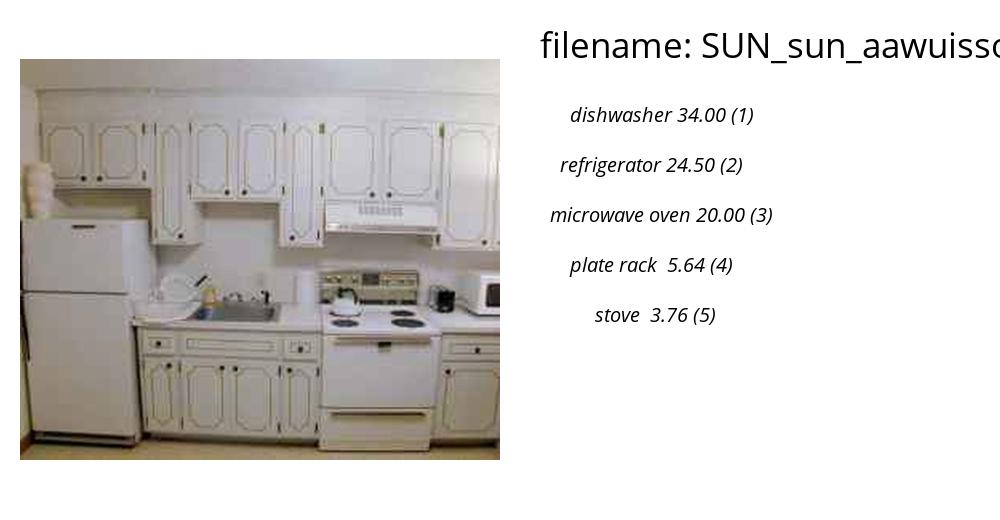 filename: SUN_sun_aawuiss
dishwasher 34.00 (1)
refrigerator 24.50 (2)
microwave oven 20.00 (3)
plate rack 5.64 (4)
stove 3.76 (5)